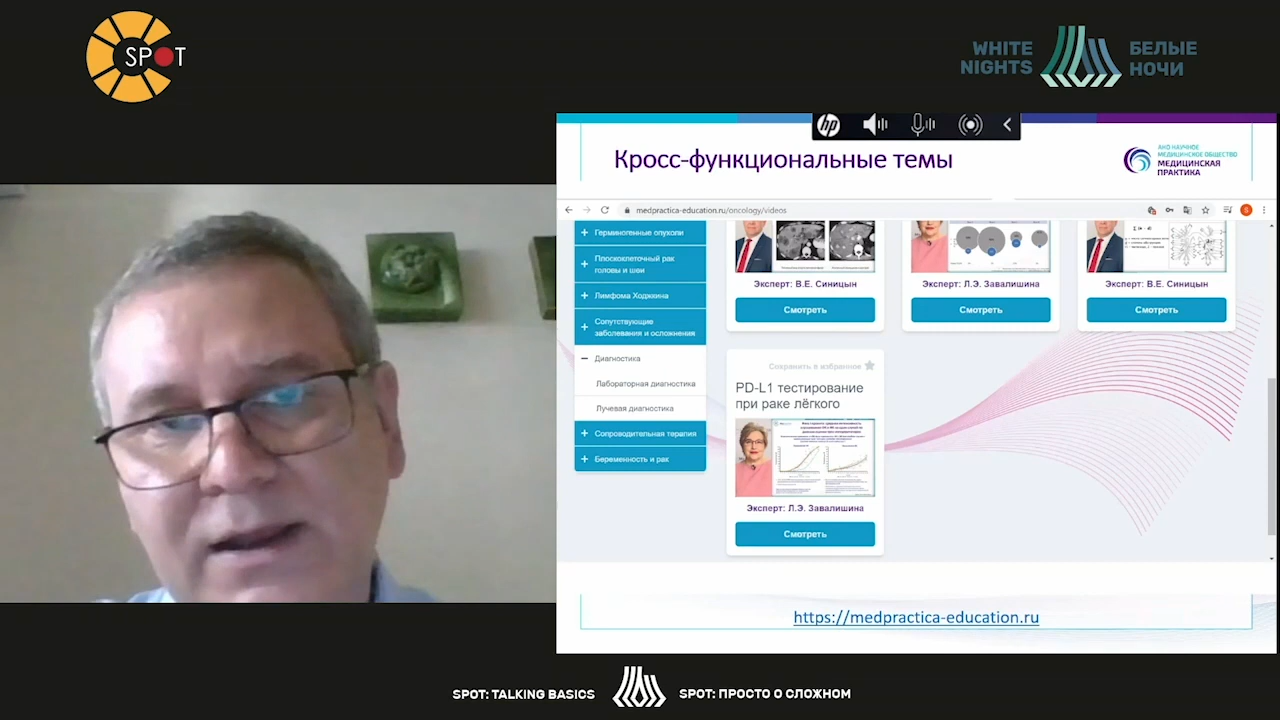 SPOT
WHITE
NIGHTS
БЕЛЫЕ
НОЧИ
hp
Кросс-функциональные темы
АНО НАУЧНОЕ
МЕДИЦИНСКОЕ ОБЩЕСТВО
МЕДИЦИНСКАЯ
ПРАКТИКА
medpractica-education.ru/oncology/videos
Герминогенные опухоли
Плоскоклеточный рак
головы и шеи
Лимфома Ходжкина
Сопутствующие
заболевания и осложнения
Диагностика
Лабораторная диагностика
Лучевая диагностика
Сопроводительная терапия
Беременность и рак
Эксперт: В.Е. Синицын
Смотреть
Эксперт: Л.Э. Завалишина
Смотреть
Эксперт: В.Е. Синицын
Смотреть
Сохранить в избранное
PD-L1 тестирование
при раке лёгкого
Эксперт: Л.Э. Завалишина
Смотреть
https://medpractica-education.ru
SPOT: TALKING BASICS
SPOT: ПРОСТО О СЛОЖНОМ